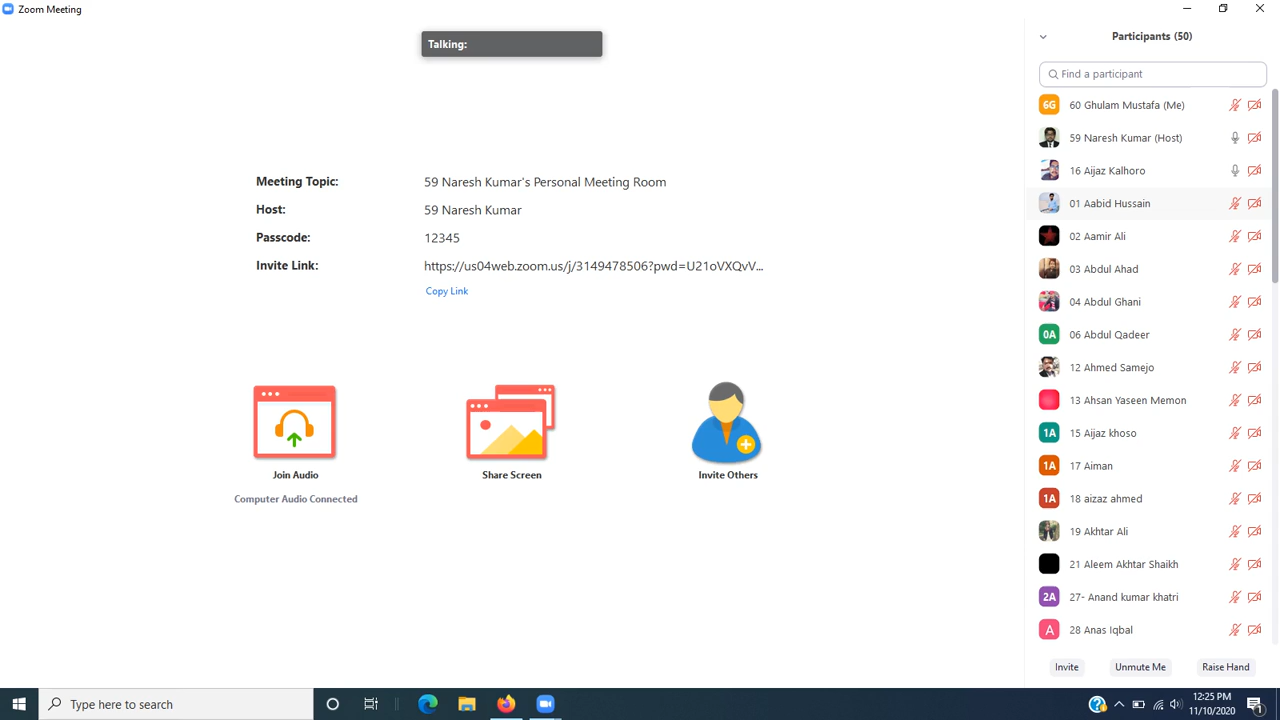 Zoom Meeting
Talking:
Meeting Topic: 59 Naresh Kumar's Personal Meeting Room
Host: 59 Naresh Kumar
Passcode: 12345
Invite Link: https://us04web.zoom.us/j/3149478506?pwd=U21oVXQvV...
Copy Link
Join Audio
Computer Audio Connected
Share Screen
Invite Others
Participants (50)
Find a participant
6G 60 Ghulam Mustafa (Me)
59 Naresh Kumar (Host)
16 Aijaz Kalhoro
01 Aabid Hussain
02 Aamir Ali
03 Abdul Ahad
04 Abdul Ghani
0A 06 Abdul Qadeer
12 Ahmed Samejo
13 Ahsan Yaseen Memon
1A 15 Aijaz khoso
1A 17 Aiman
1A 18 aizaz ahmed
19 Akhtar Ali
21 Aleem Akhtar Shaikh
2A 27- Anand kumar khatri
A 28 Anas Iqbal
Invite Unmute Me Raise Hand
Type here to search
12:25 PM
11/10/2020
1